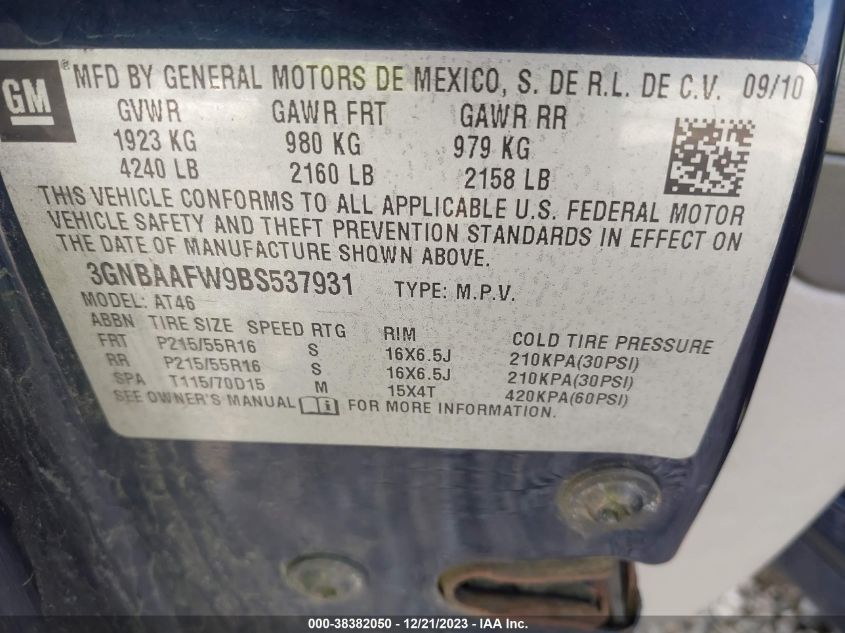 GM ® MFD BY GENERAL MOTORS DE MEXICO, S. DE R.L. DE C.V. 09/10
GVWR GAWR FRT GAWR RR
1923 KG 980 KG 979 KG
4240 LB 2160 LB 2158 LB
THIS VEHICLE CONFORMS TO ALL APPLICABLE U.S. FEDERAL MOTOR
VEHICLE SAFETY AND THEFT PREVENTION STANDARDS IN EFFECT ON
THE DATE OF MANUFACTURE SHOWN ABOVE.
3GNBAAFW9BS537931 TYPE: M.P.V.
MODEL: AT46
ABBN TIRE SIZE SPEED RTG RIM COLD TIRE PRESSURE
FRT P215/55R16 S 16X6.5J 210KPA(30PSI)
RR P215/55R16 S 16X6.5J 210KPA(30PSI)
SPA T115/70D15 M 15X4T 420KPA(60PSI)
SEE OWNER'S MANUAL i FOR MORE INFORMATION.
000-38382050 - 12/21/2023 - IAA Inc.